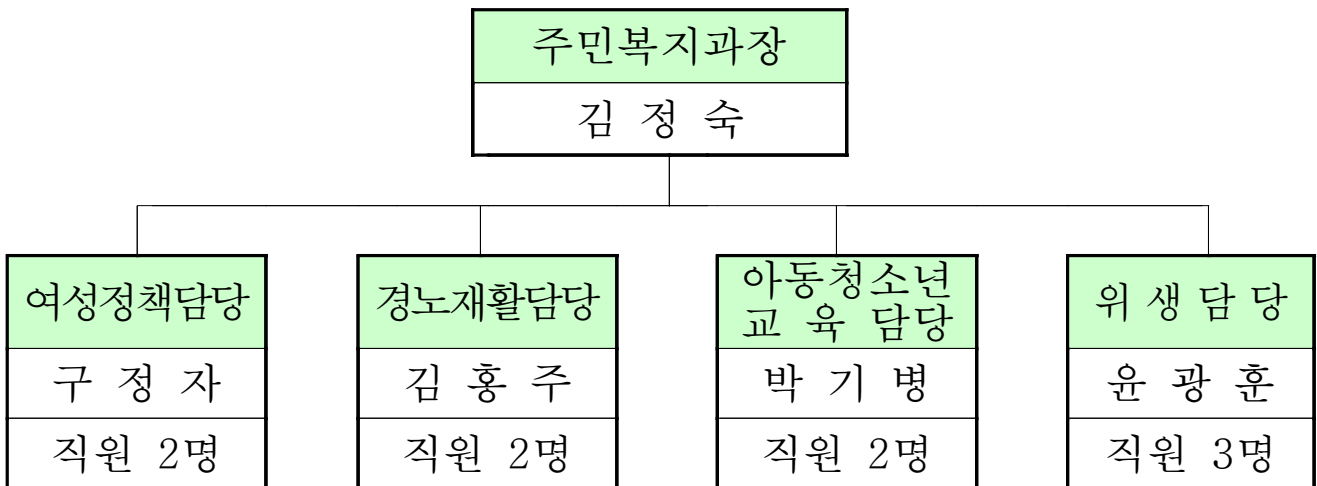 주민복지과장
김 정 숙
여성정책담당
구 정 자
직원 2명
경노재활담당
김 홍 주
직원 2명
아동청소년
교 육 담당
박 기 병
직원 2명
위 생 담 당
윤 광 훈
직원 3명